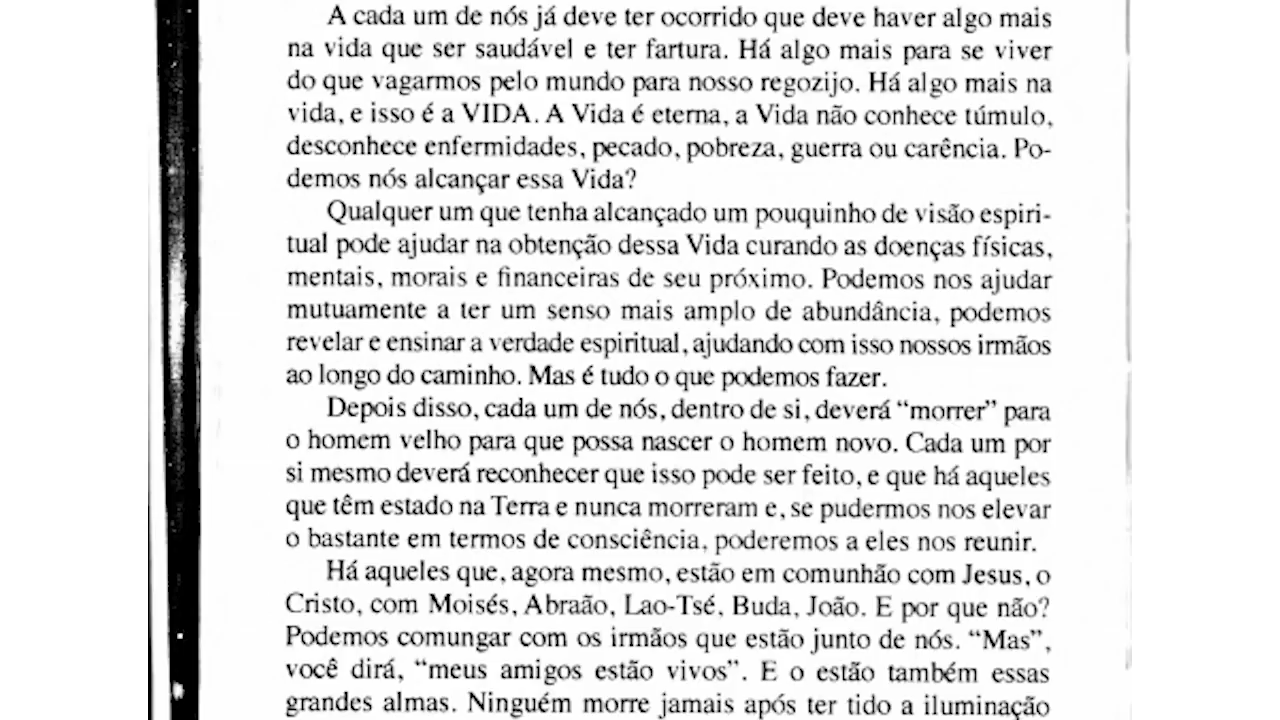 A cada um de nós já deve ter ocorrido que deve haver algo mais
na vida que ser saudável e ter fartura. Há algo mais para se viver
do que vagarmos pelo mundo para nosso regozijo. Há algo mais na
vida, e isso é a VIDA. A Vida é eterna, a Vida não conhece túmulo,
desconhece enfermidades, pecado, pobreza, guerra ou carência. Po-
demos nós alcançar essa Vida?
Qualquer um que tenha alcançado um pouquinho de visão espiri-
tual pode ajudar na obtenção dessa Vida curando as doenças físicas,
mentais, morais e financeiras de seu próximo. Podemos nos ajudar
mutuamente a ter um senso mais amplo de abundância, podemos
revelar e ensinar a verdade espiritual, ajudando com isso nossos irmãos
ao longo do caminho. Mas é tudo o que podemos fazer.
Depois disso, cada um de nós, dentro de si, deverá “morrer” para
o homem velho para que possa nascer o homem novo. Cada um por
si mesmo deverá reconhecer que isso pode ser feito, e que há aqueles
que têm estado na Terra e nunca morreram e, se pudermos nos elevar
o bastante em termos de consciência, poderemos a eles nos reunir.
Há aqueles que, agora mesmo, estão em comunhão com Jesus, o
Cristo, com Moisés, Abraão, Lao-Tsé, Buda, João. E por que não?
Podemos comungar com os irmãos que estão junto de nós. “Mas”,
você dirá, “meus amigos estão vivos”. E o estão também essas
grandes almas. Ninguém morre jamais após ter tido a iluminação